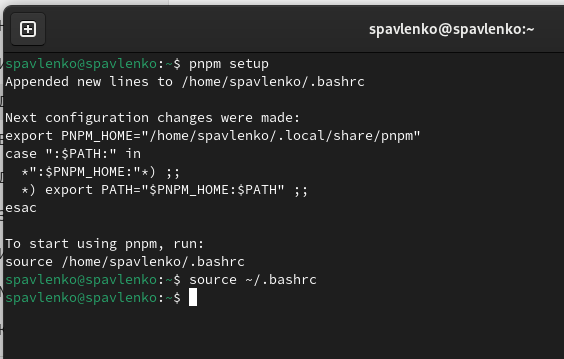 spavlenko@spavlenko:~
spavlenko@spavlenko:~$ pnpm setup
Appended new lines to /home/spavlenko/.bashrc
Next configuration changes were made:
export PNPM_HOME="/home/spavlenko/.local/share/pnpm"
case ":$PATH:" in
  *":$PNPM_HOME:"*) ;;
  *) export PATH="$PNPM_HOME:$PATH" ;;
esac
To start using pnpm, run:
source /home/spavlenko/.bashrc
spavlenko@spavlenko:~$ source ~/.bashrc
spavlenko@spavlenko:~$